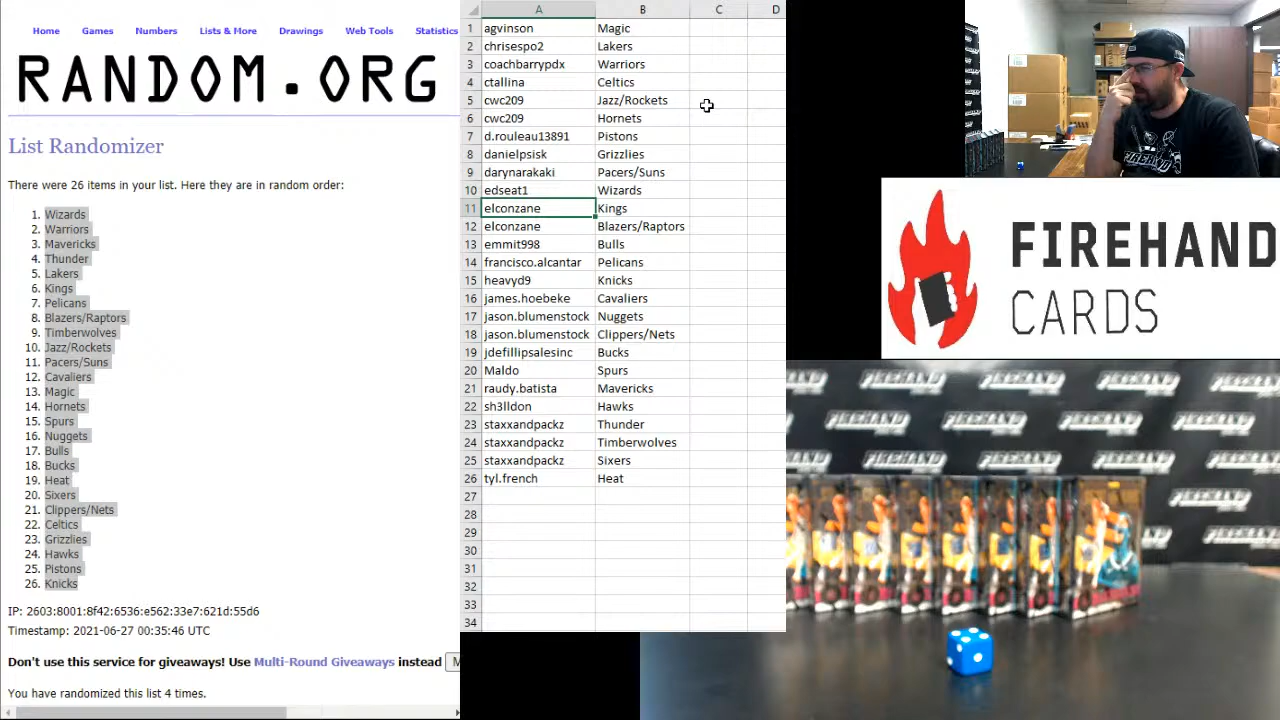 Home Games Numbers Lists & More Drawings Web Tools Statistics
RANDOM.ORG
List Randomizer
There were 26 items in your list. Here they are in random order:
1. Wizards
2. Warriors
3. Mavericks
4. Thunder
5. Lakers
6. Kings
7. Pelicans
8. Blazers/Raptors
9. Timberwolves
10. Jazz/Rockets
11. Pacers/Suns
12. Cavaliers
13. Magic
14. Hornets
15. Spurs
16. Nuggets
17. Bulls
18. Bucks
19. Heat
20. Sixers
21. Clippers/Nets
22. Celtics
23. Grizzlies
24. Hawks
25. Pistons
26. Knicks
IP: 2603:8001:8f42:6536:e562:33e7:621d:55d6
Timestamp: 2021-06-27 00:35:46 UTC
Don't use this service for giveaways! Use Multi-Round Giveaways instead
You have randomized this list 4 times.
A B C D
1 agvinson Magic
2 chrisespo2 Lakers
3 coachbarrypdx Warriors
4 ctallina Celtics
5 cwc209 Jazz/Rockets
6 cwc209 Hornets
7 d.rouleau13891 Pistons
8 danielpsisk Grizzlies
9 darynarakaki Pacers/Suns
10 edseat1 Wizards
11 elconzane Kings
12 elconzane Blazers/Raptors
13 emmit998 Bulls
14 francisco.alcantar Pelicans
15 heavyd9 Knicks
16 james.hoebeke Cavaliers
17 jason.blumenstock Nuggets
18 jason.blumenstock Clippers/Nets
19 jdefillipsalesinc Bucks
20 Maldo Spurs
21 raudy.batista Mavericks
22 sh3lldon Hawks
23 staxxandpackz Thunder
24 staxxandpackz Timberwolves
25 staxxandpackz Sixers
26 tyl.french Heat
27
28
29
30
31
32
33
34
FIREHAND
FIREHAND
CARDS